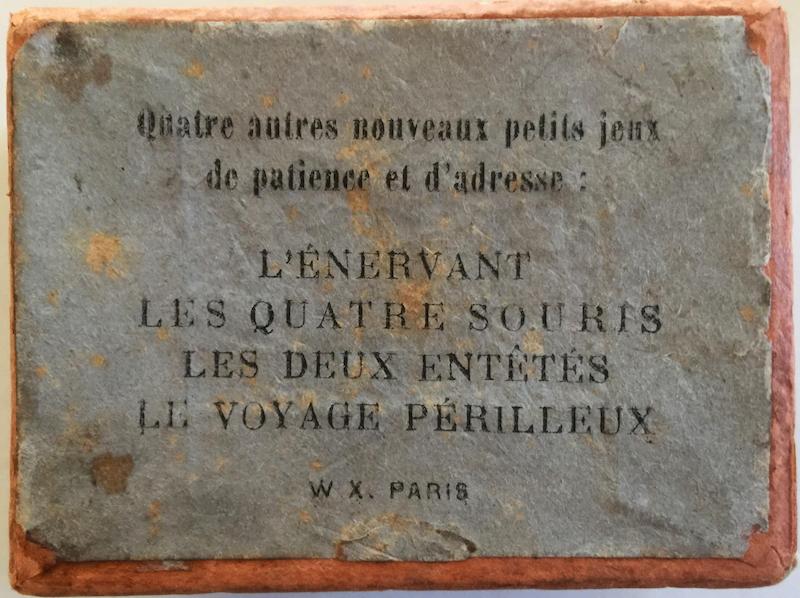 Quatre autres nouveaux petits jeux
de patience et d'adresse :
L'ÉNERVANT
LES QUATRE SOURIS
LES DEUX ENTÊTÉS
LE VOYAGE PÉRILLEUX
W X. PARIS